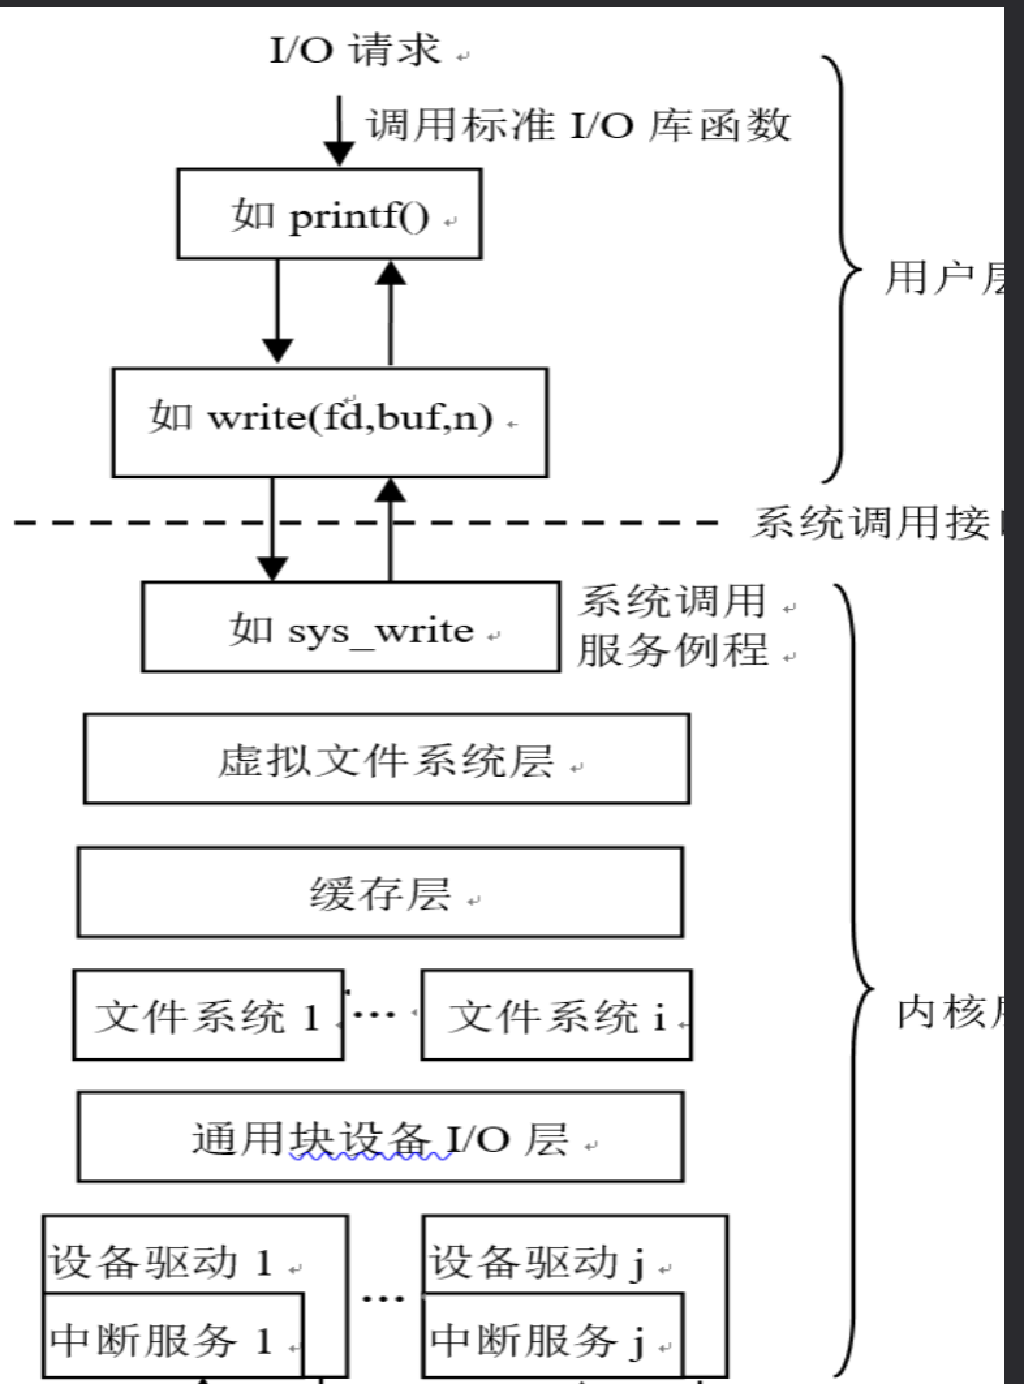 I/O 请求
调用标准 I/O 库函数
如 printf()
用户层
如 write(fd,buf,n)
系统调用接
如 sys_write
系统调用
服务例程
虚拟文件系统层
缓存层
文件系统 1 … 文件系统 i
内核
通用块设备 I/O 层
设备驱动 1 … 设备驱动 j
中断服务 1 中断服务 j